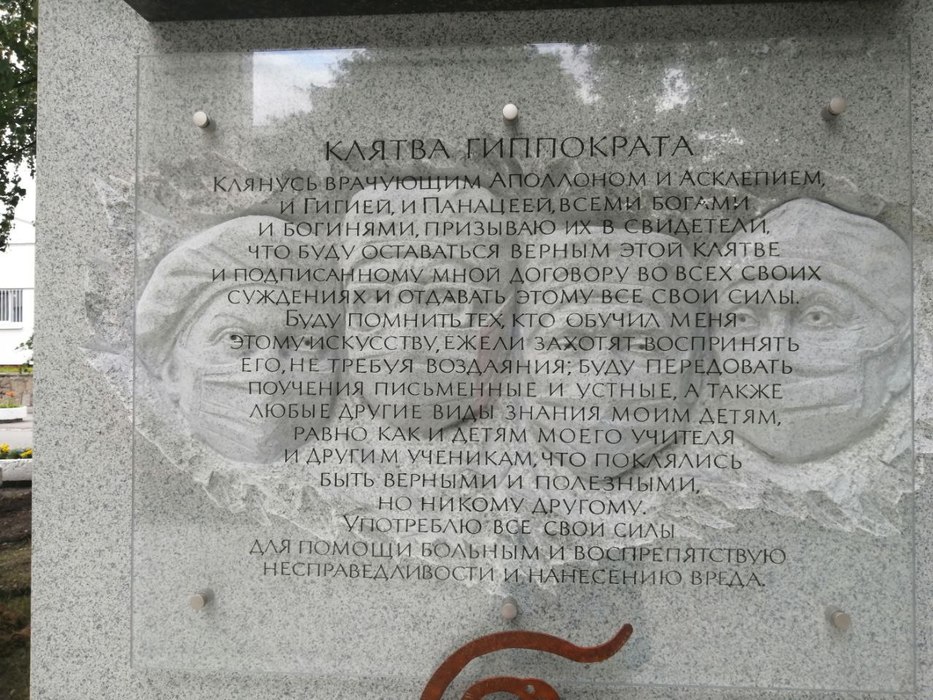 КЛЯТВА ГИППОКРАТА
КЛЯНУСЬ ВРАЧУЮЩИМ АПОЛЛОНОМ И АСКЛЕПИЕМ,
И ГИГИЕЙ, И ПАНАЦЕЕЙ, ВСЕМИ БОГАМИ
И БОГИНЯМИ, ПРИЗЫВАЮ ИХ В СВИДЕТЕЛИ,
ЧТО БУДУ ОСТАВАТЬСЯ ВЕРНЫМ ЭТОЙ КЛЯТВЕ
И ПОДПИСАННОМУ МНОЙ ДОГОВОРУ ВО ВСЕХ СВОИХ
СУЖДЕНИЯХ И ОТДАВАТЬ ЭТОМУ ВСЕ СВОИ СИЛЫ.
БУДУ ПОМНИТЬ ТЕХ, КТО ОБУЧИЛ МЕНЯ
ЭТОМУ ИСКУССТВУ, ЕЖЕЛИ ЗАХОТЯТ ВОСПРИНЯТЬ
ЕГО, НЕ ТРЕБУЯ ВОЗДАЯНИЯ; БУДУ ПЕРЕДОВАТЬ
ПОУЧЕНИЯ ПИСЬМЕННЫЕ И УСТНЫЕ, А ТАКЖЕ
ЛЮБЫЕ ДРУГИЕ ВИДЫ ЗНАНИЯ МОИМ ДЕТЯМ,
РАВНО КАК И ДЕТЯМ МОЕГО УЧИТЕЛЯ
И ДРУГИМ УЧЕНИКАМ, ЧТО ПОКЛЯЛИСЬ
БЫТЬ ВЕРНЫМИ И ПОЛЕЗНЫМИ,
НО НИКОМУ ДРУГОМУ.
УПОТРЕБЛЮ ВСЕ СВОИ СИЛЫ
ДЛЯ ПОМОЩИ БОЛЬНЫМ И ВОСПРЕПЯТСТВУЮ
НЕСПРАВЕДЛИВОСТИ И НАНЕСЕНИЮ ВРЕДА.